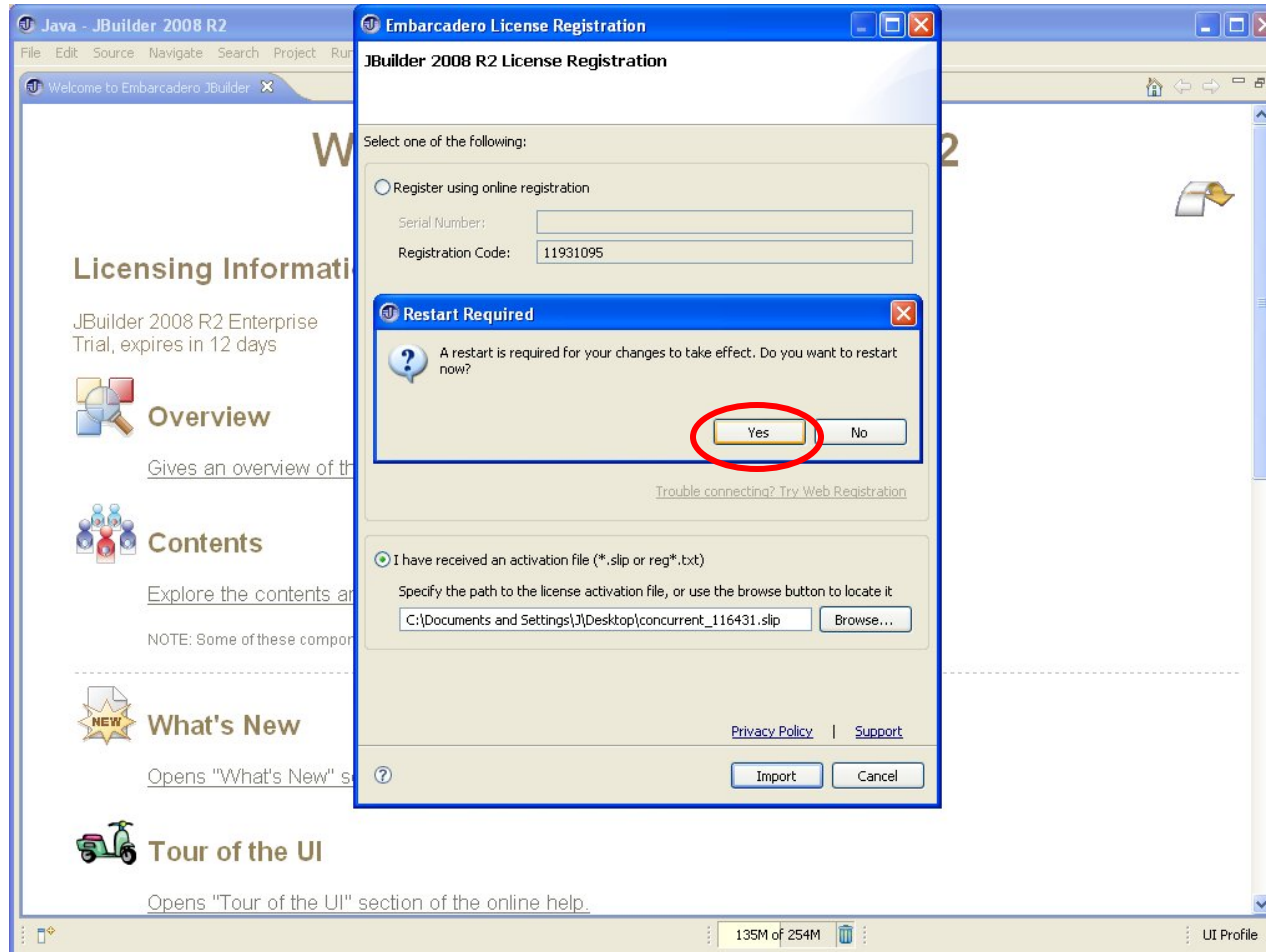 Java - JBuilder 2008 R2
File Edit Source Navigate Search Project Run
Welcome to Embarcadero JBuilder
W
2
Licensing Informati
JBuilder 2008 R2 Enterprise
Trial, expires in 12 days
Overview
Gives an overview of th
Contents
Explore the contents ar
NOTE: Some of these compor
NEW
What's New
Opens "What's New" s
Tour of the UI
Opens "Tour of the UI" section of the online help.
135M of 254M
UI Profile
Embarcadero License Registration
JBuilder 2008 R2 License Registration
Select one of the following:
Register using online registration
Serial Number:
Registration Code: 11931095
Restart Required
A restart is required for your changes to take effect. Do you want to restart
now?
Yes No
Trouble connecting? Try Web Registration
I have received an activation file (*.slip or reg*.txt)
Specify the path to the license activation file, or use the browse button to locate it
C:\Documents and Settings\J\Desktop\concurrent_116431.slip Browse...
Privacy Policy | Support
Import Cancel